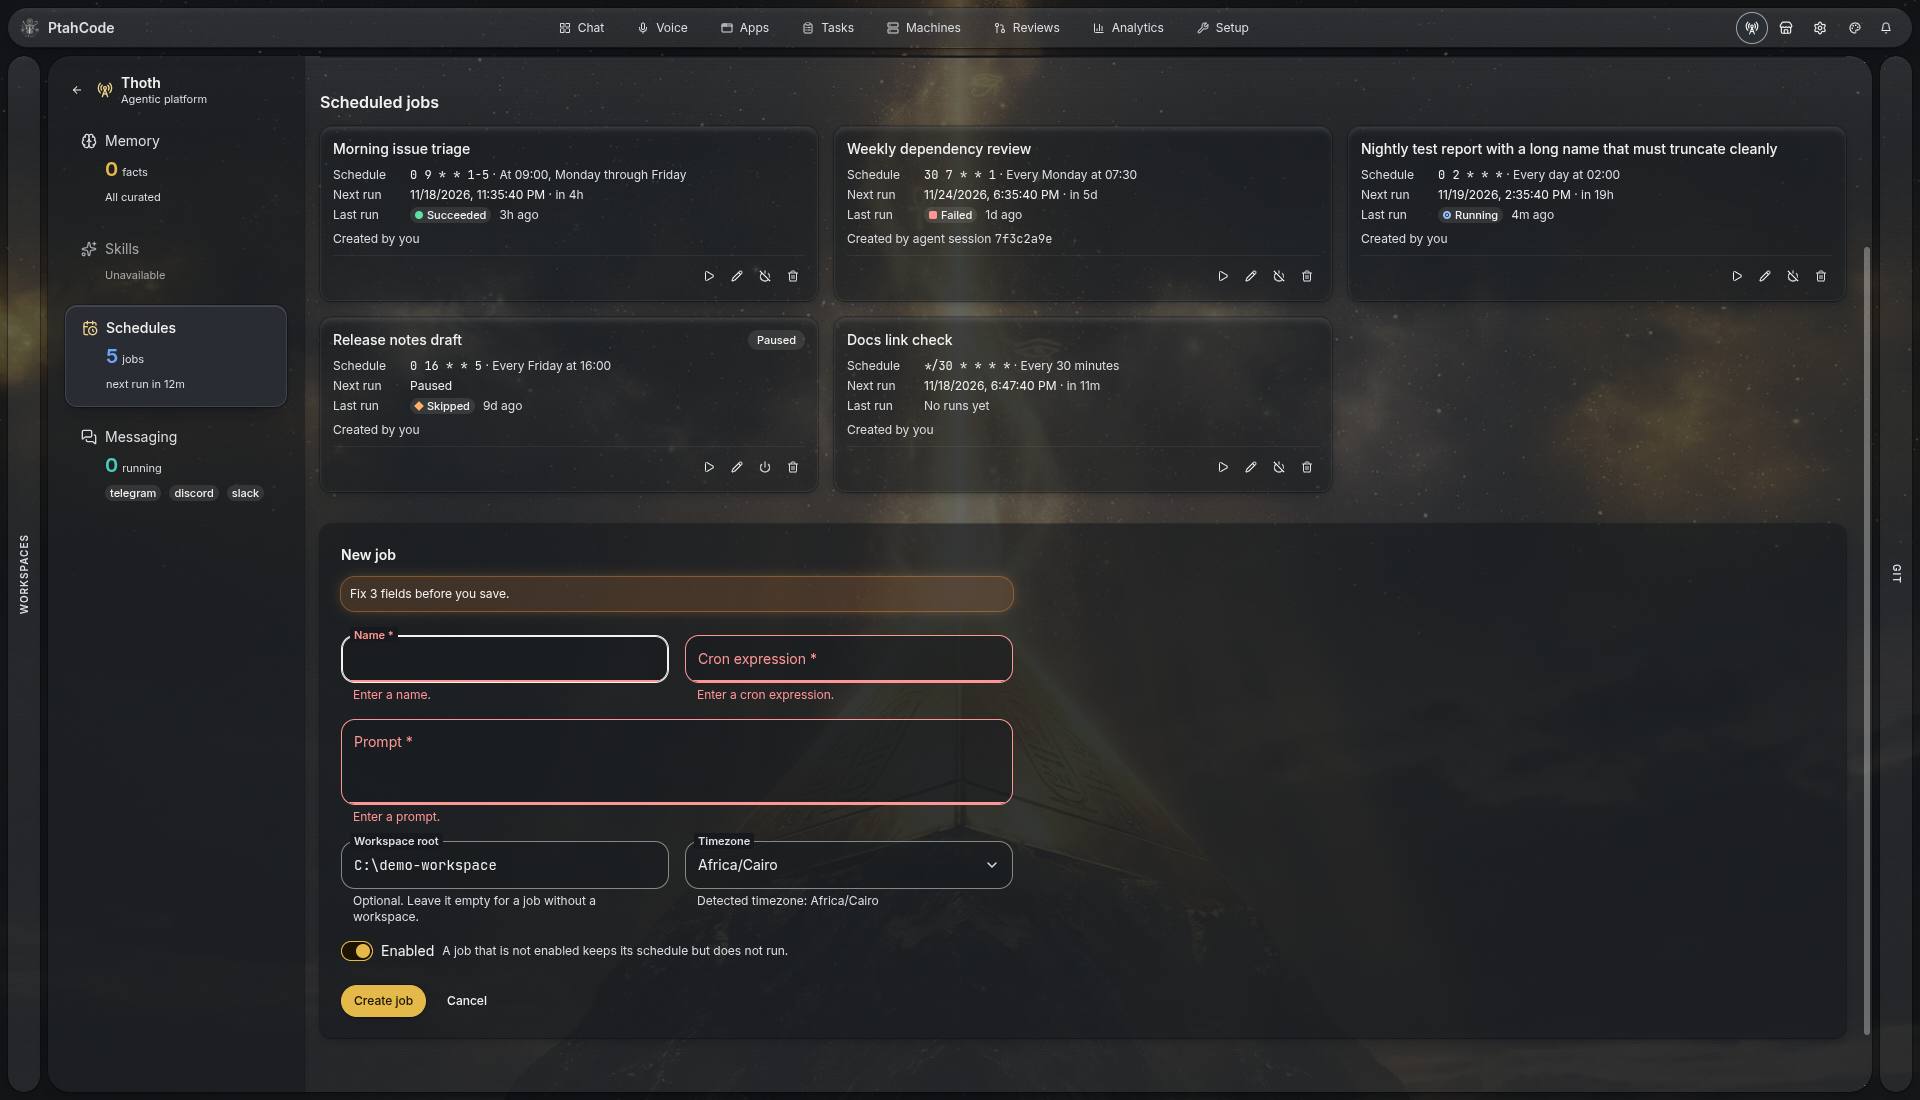 PtahCode
Chat
Voice
Apps
Tasks
Machines
Reviews
Analytics
Setup
WORKSPACES
Thoth
Agentic platform
Memory
0 facts
All curated
Skills
Unavailable
Schedules
5 jobs
next run in 12m
Messaging
0 running
telegram discord slack
Scheduled jobs
Morning issue triage
Schedule 0 9 * * 1-5 · At 09:00, Monday through Friday
Next run 11/18/2026, 11:35:40 PM · in 4h
Last run Succeeded 3h ago
Created by you
Weekly dependency review
Schedule 30 7 * * 1 · Every Monday at 07:30
Next run 11/24/2026, 6:35:40 PM · in 5d
Last run Failed 1d ago
Created by agent session 7f3c2a9e
Nightly test report with a long name that must truncate cleanly
Schedule 0 2 * * * · Every day at 02:00
Next run 11/19/2026, 2:35:40 PM · in 19h
Last run Running 4m ago
Created by you
Release notes draft Paused
Schedule 0 16 * * 5 · Every Friday at 16:00
Next run Paused
Last run Skipped 9d ago
Created by you
Docs link check
Schedule */30 * * * * · Every 30 minutes
Next run 11/18/2026, 6:47:40 PM · in 11m
Last run No runs yet
Created by you
New job
Fix 3 fields before you save.
Name *
Enter a name.
Cron expression *
Enter a cron expression.
Prompt *
Enter a prompt.
Workspace root
C:\demo-workspace
Optional. Leave it empty for a job without a
workspace.
Timezone
Africa/Cairo
Detected timezone: Africa/Cairo
Enabled A job that is not enabled keeps its schedule but does not run.
Create job Cancel
GIT